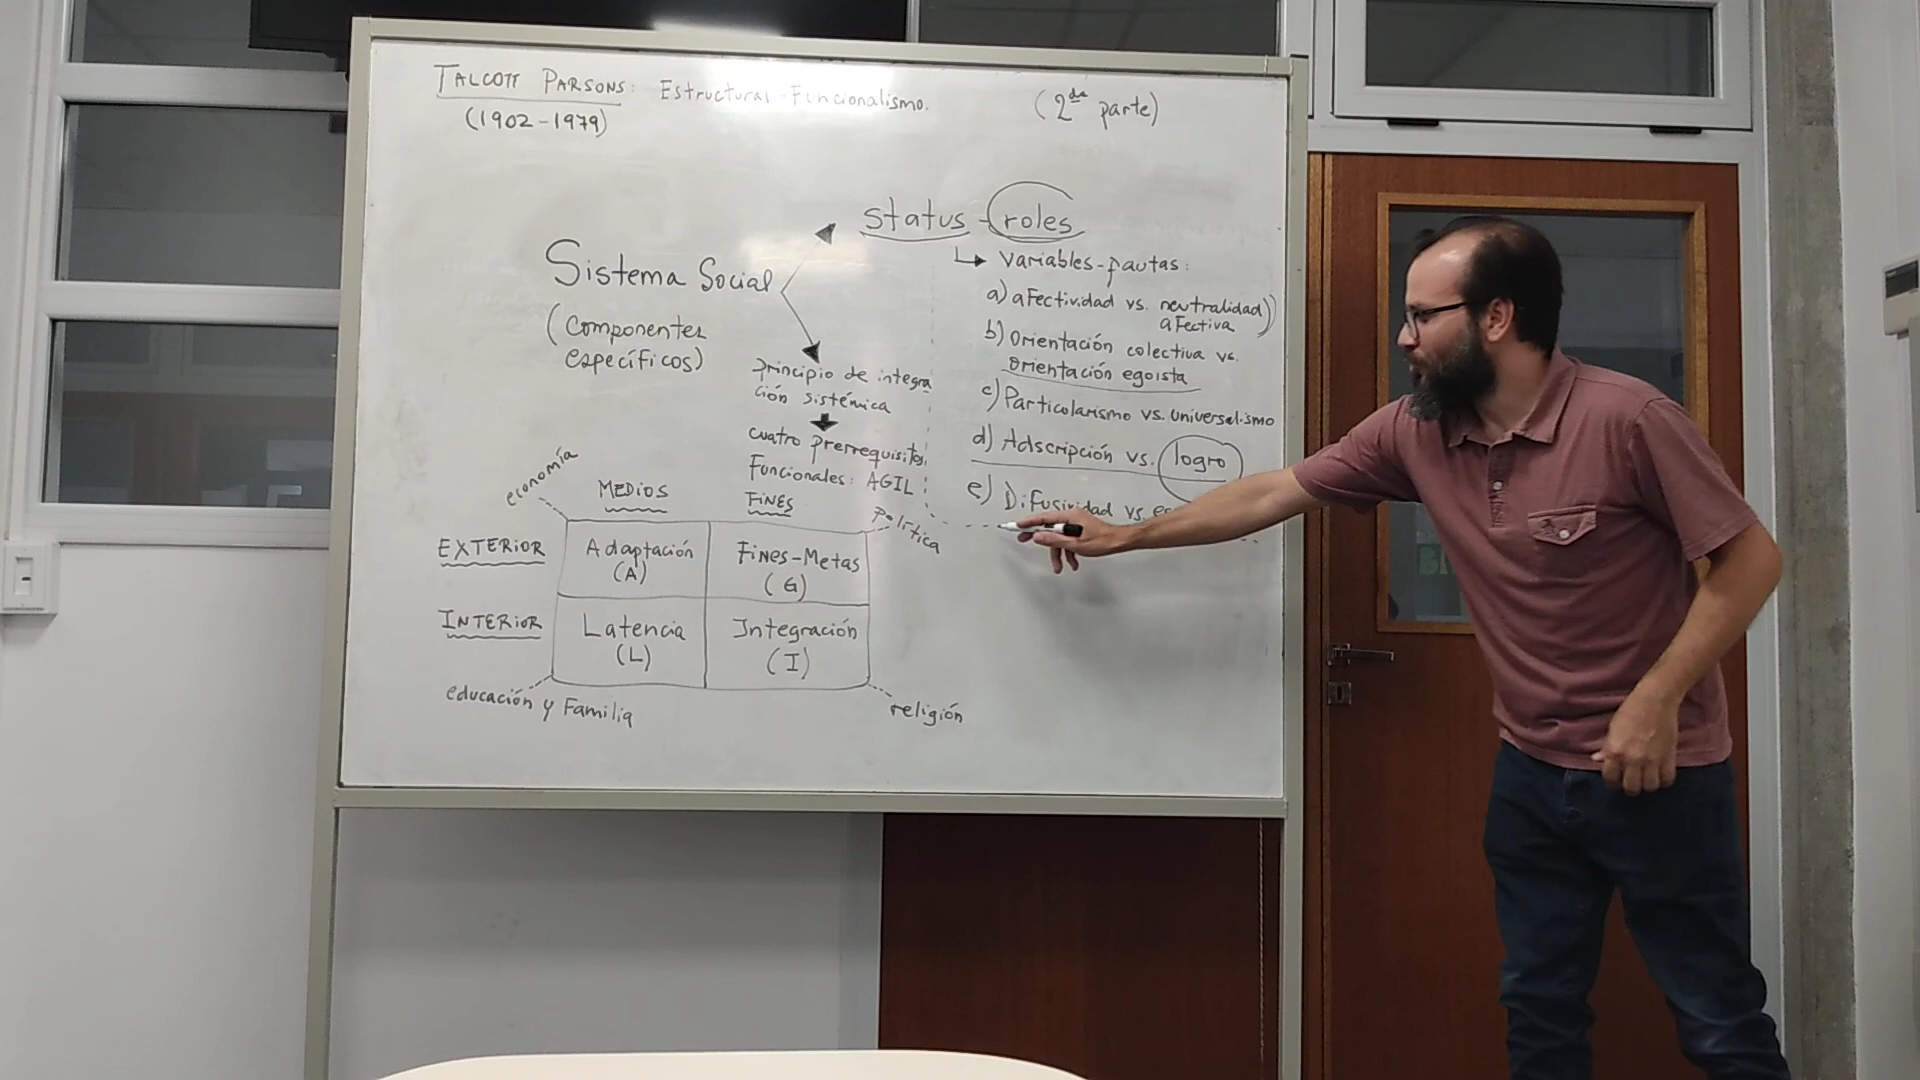 TALCOTT PARSONS: Estructural-Funcionalismo.
(1902-1979)
(2da parte)
Status-roles
Sistema Social
(Componentes
específicos)
Variables-pautas:
a) aFectividad vs. neutralidad
aFectiva
b) Orientación colectiva vs.
Orientación egoista
c) Particularismo vs. universalismo
d) Adscripción vs. logro
e) Difusividad vs.
principio de integra
ción sistémica
cuatro prerrequisitos
Funcionales: AGIL
economía
MEDIOS
FINES
política
EXTERIOR
Adaptación
(A)
Fines-Metas
(G)
INTERIOR
Latencia
(L)
Integración
(I)
educación y Familia
religión